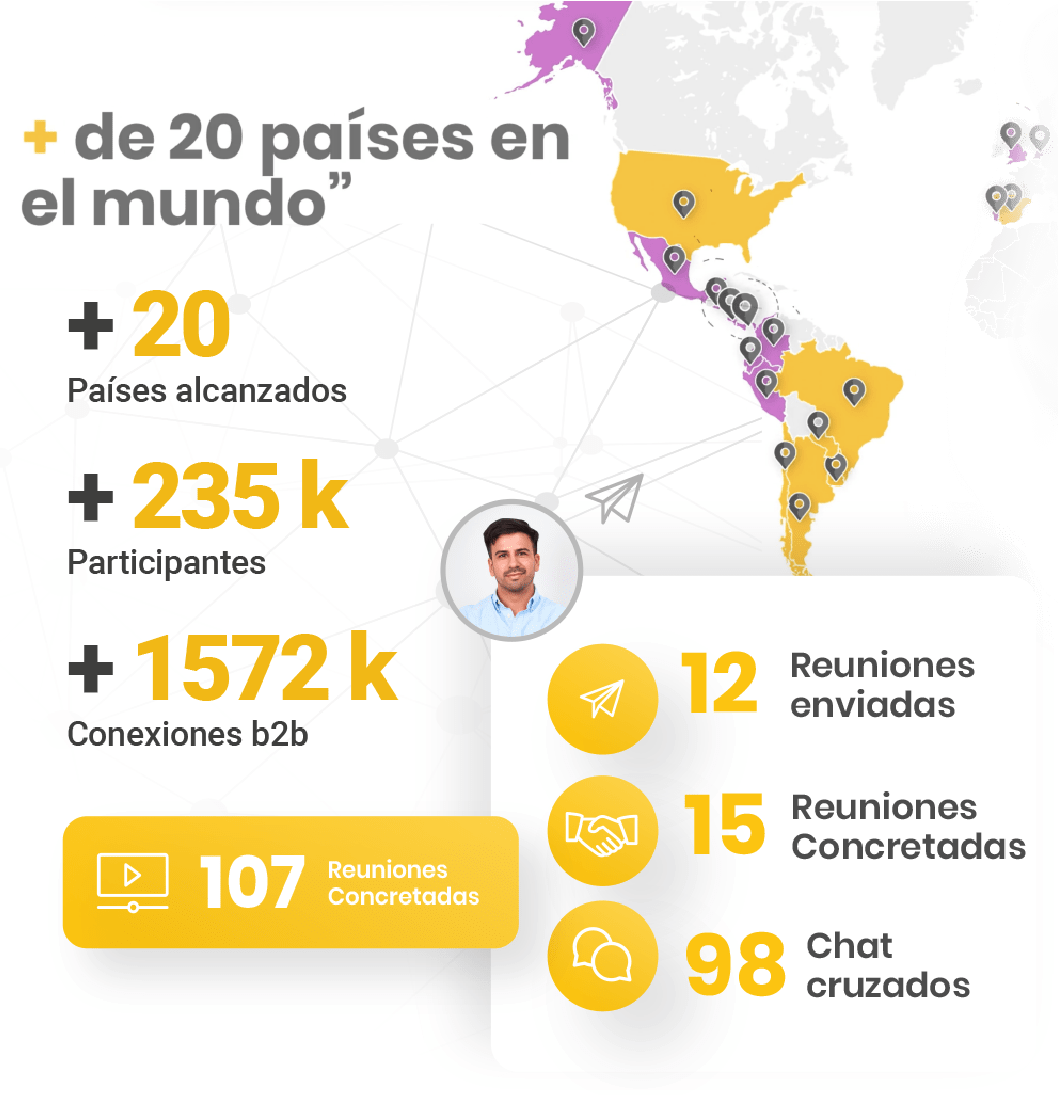 + de 20 países en
el mundo”
+ 20
Países alcanzados
+ 235 k
Participantes
+ 1572 k
Conexiones b2b
107 Reuniones
Concretadas
12 Reuniones
enviadas
15 Reuniones
Concretadas
98 Chat
cruzados